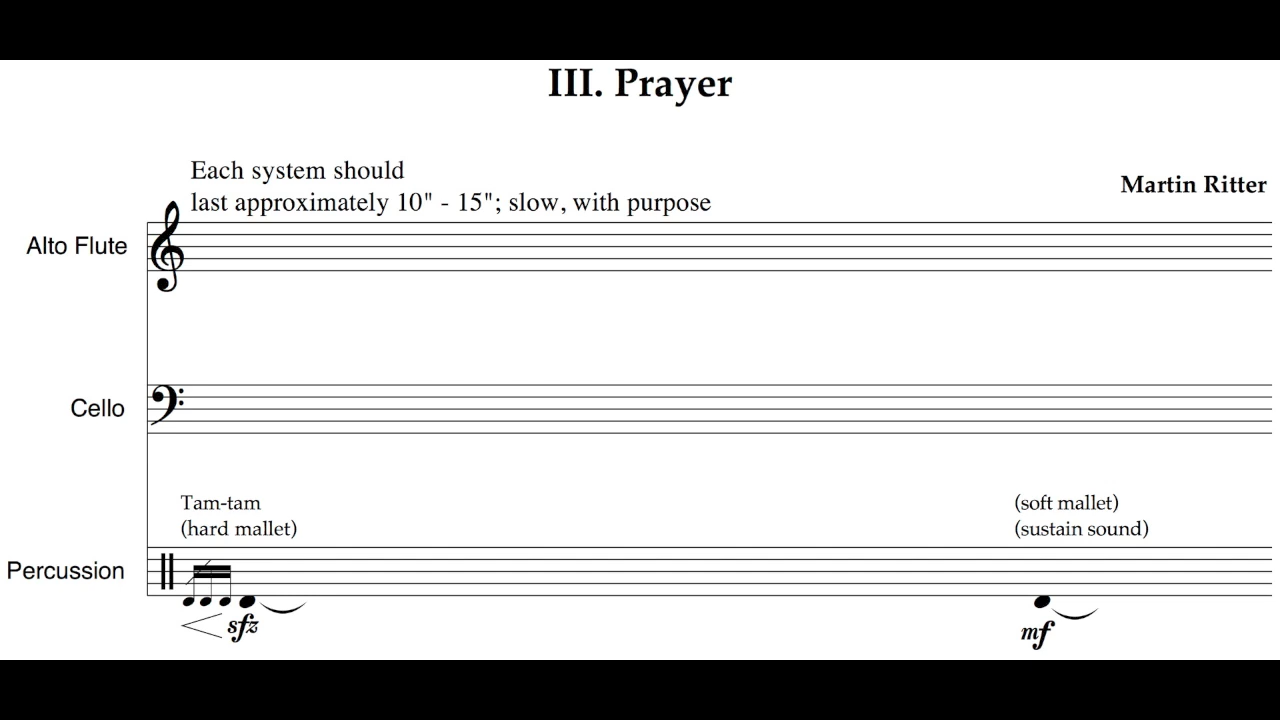 III. Prayer
Each system should
last approximately 10" - 15"; slow, with purpose
Martin Ritter
Alto Flute
Cello
Tam-tam
(hard mallet)
(soft mallet)
(sustain sound)
Percussion
sfz
mf